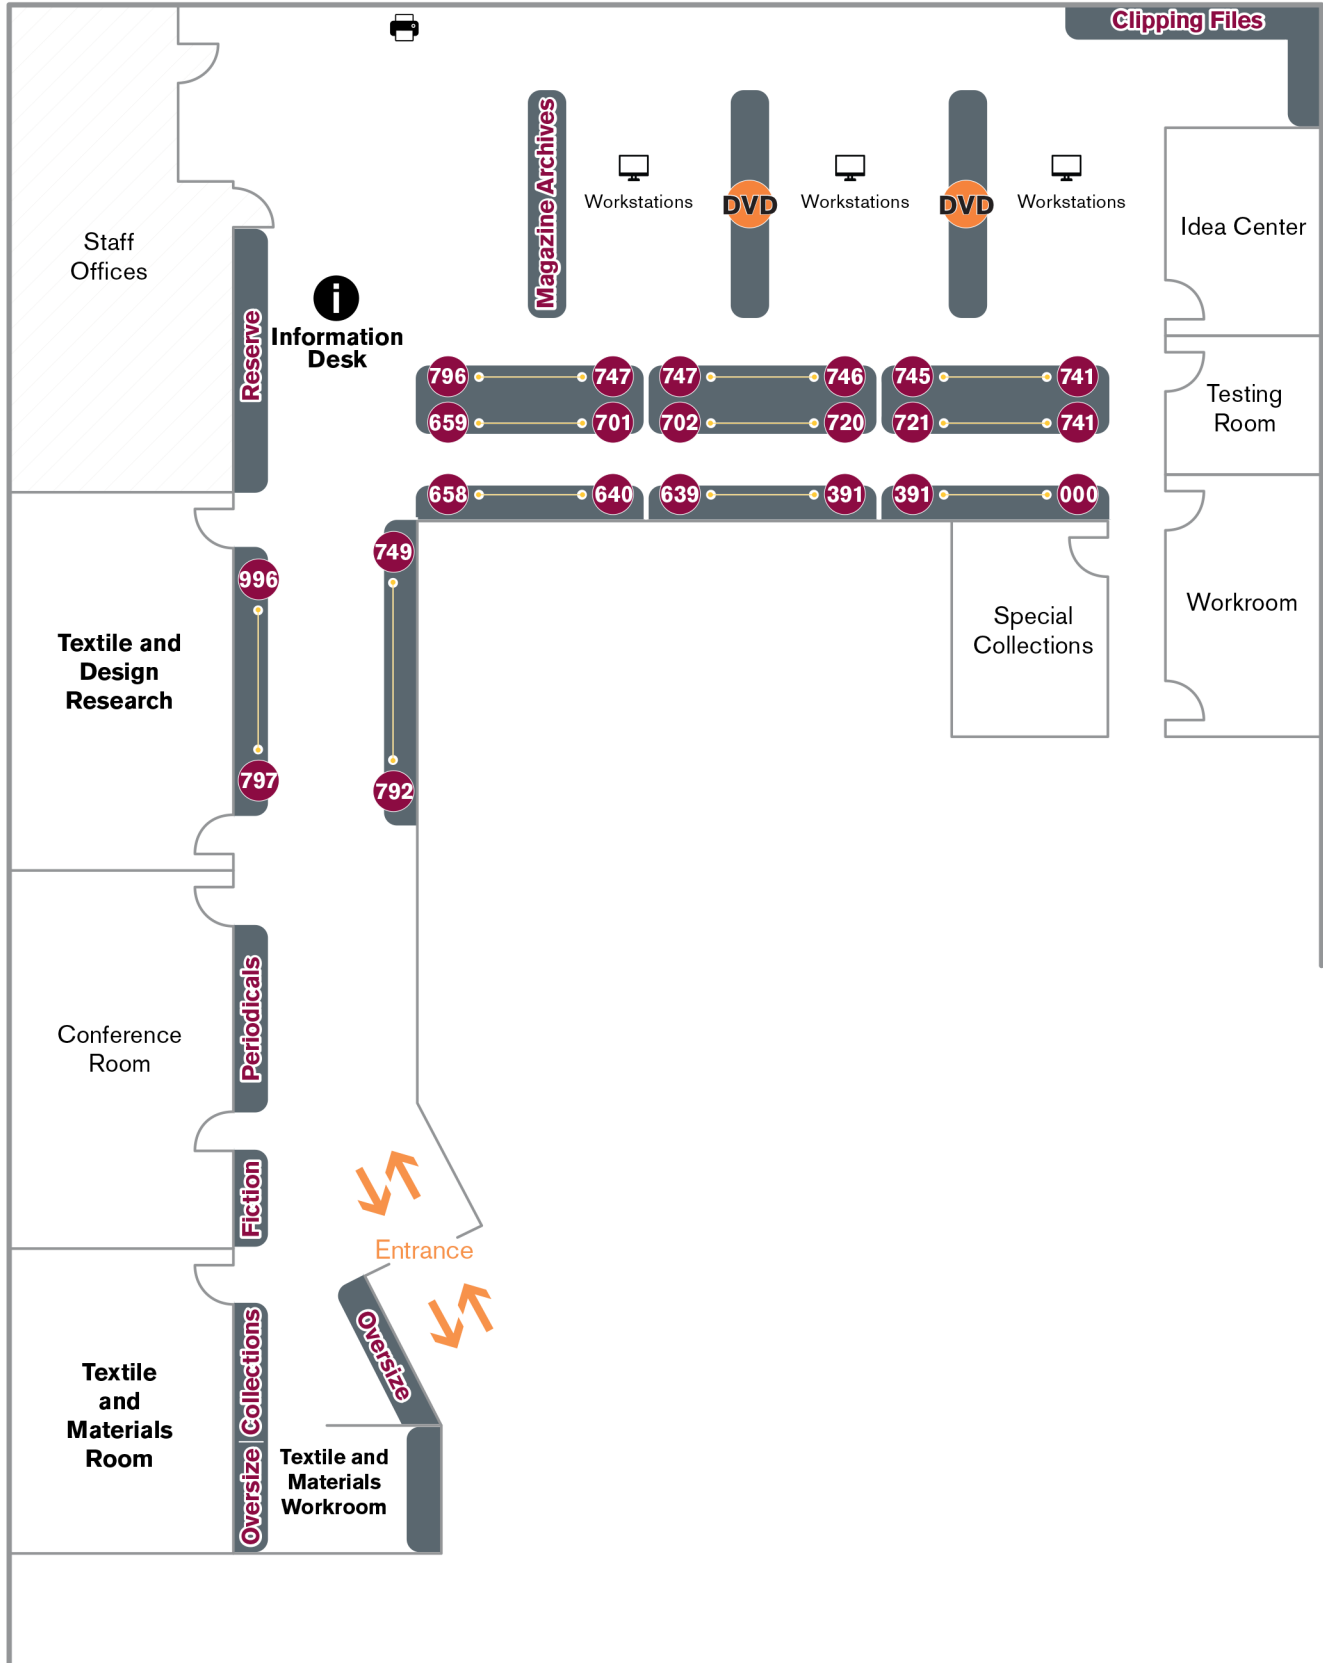 Clipping Files
Magazine Archives
Workstations
DVD
Workstations
DVD
Workstations
Idea Center
Staff
Offices
Reserve
i
Information
Desk
796
747
747
746
745
741
659
701
702
720
721
741
Testing
Room
658
640
639
391
391
000
749
996
Textile and
Design
Research
Special
Collections
Workroom
797
792
Periodicals
Conference
Room
Fiction
Entrance
Oversize
Collections
Textile
and
Materials
Room
Oversize
Textile and
Materials
Workroom